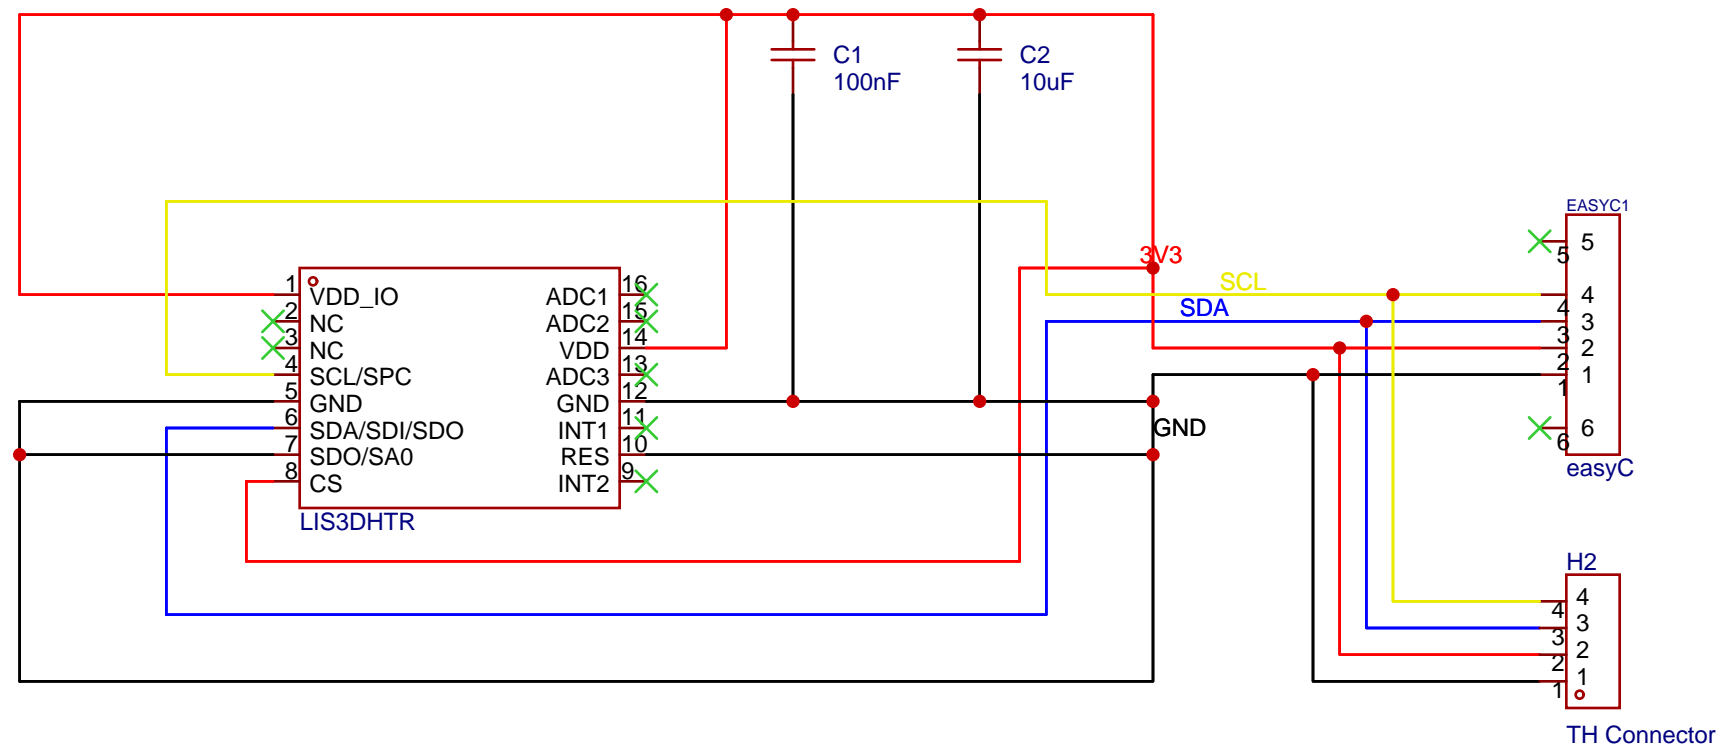 C1
100nF
C2
10uF
3V3
SCL
SDA
GND
1
VDD_IO
2
NC
3
NC
4
SCL/SPC
5
GND
6
SDA/SDI/SDO
7
SDO/SA0
8
CS
16
ADC1
15
ADC2
14
VDD
13
ADC3
12
GND
11
INT1
10
RES
9
INT2
LIS3DHTR
EASYC1
5
5
4
4
3
3
2
2
1
1
6
6
easyC
H2
4
4
3
3
2
2
1
1
TH Connector